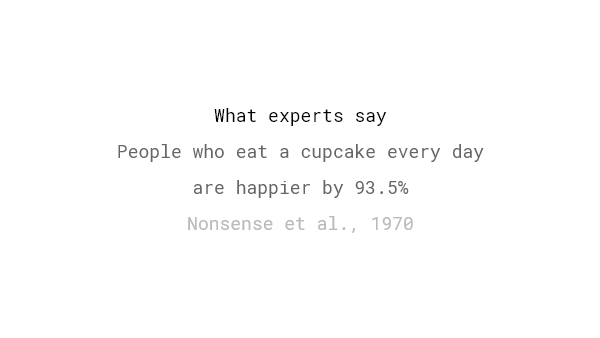 What experts say
People who eat a cupcake every day
are happier by 93.5%
Nonsense et al., 1970